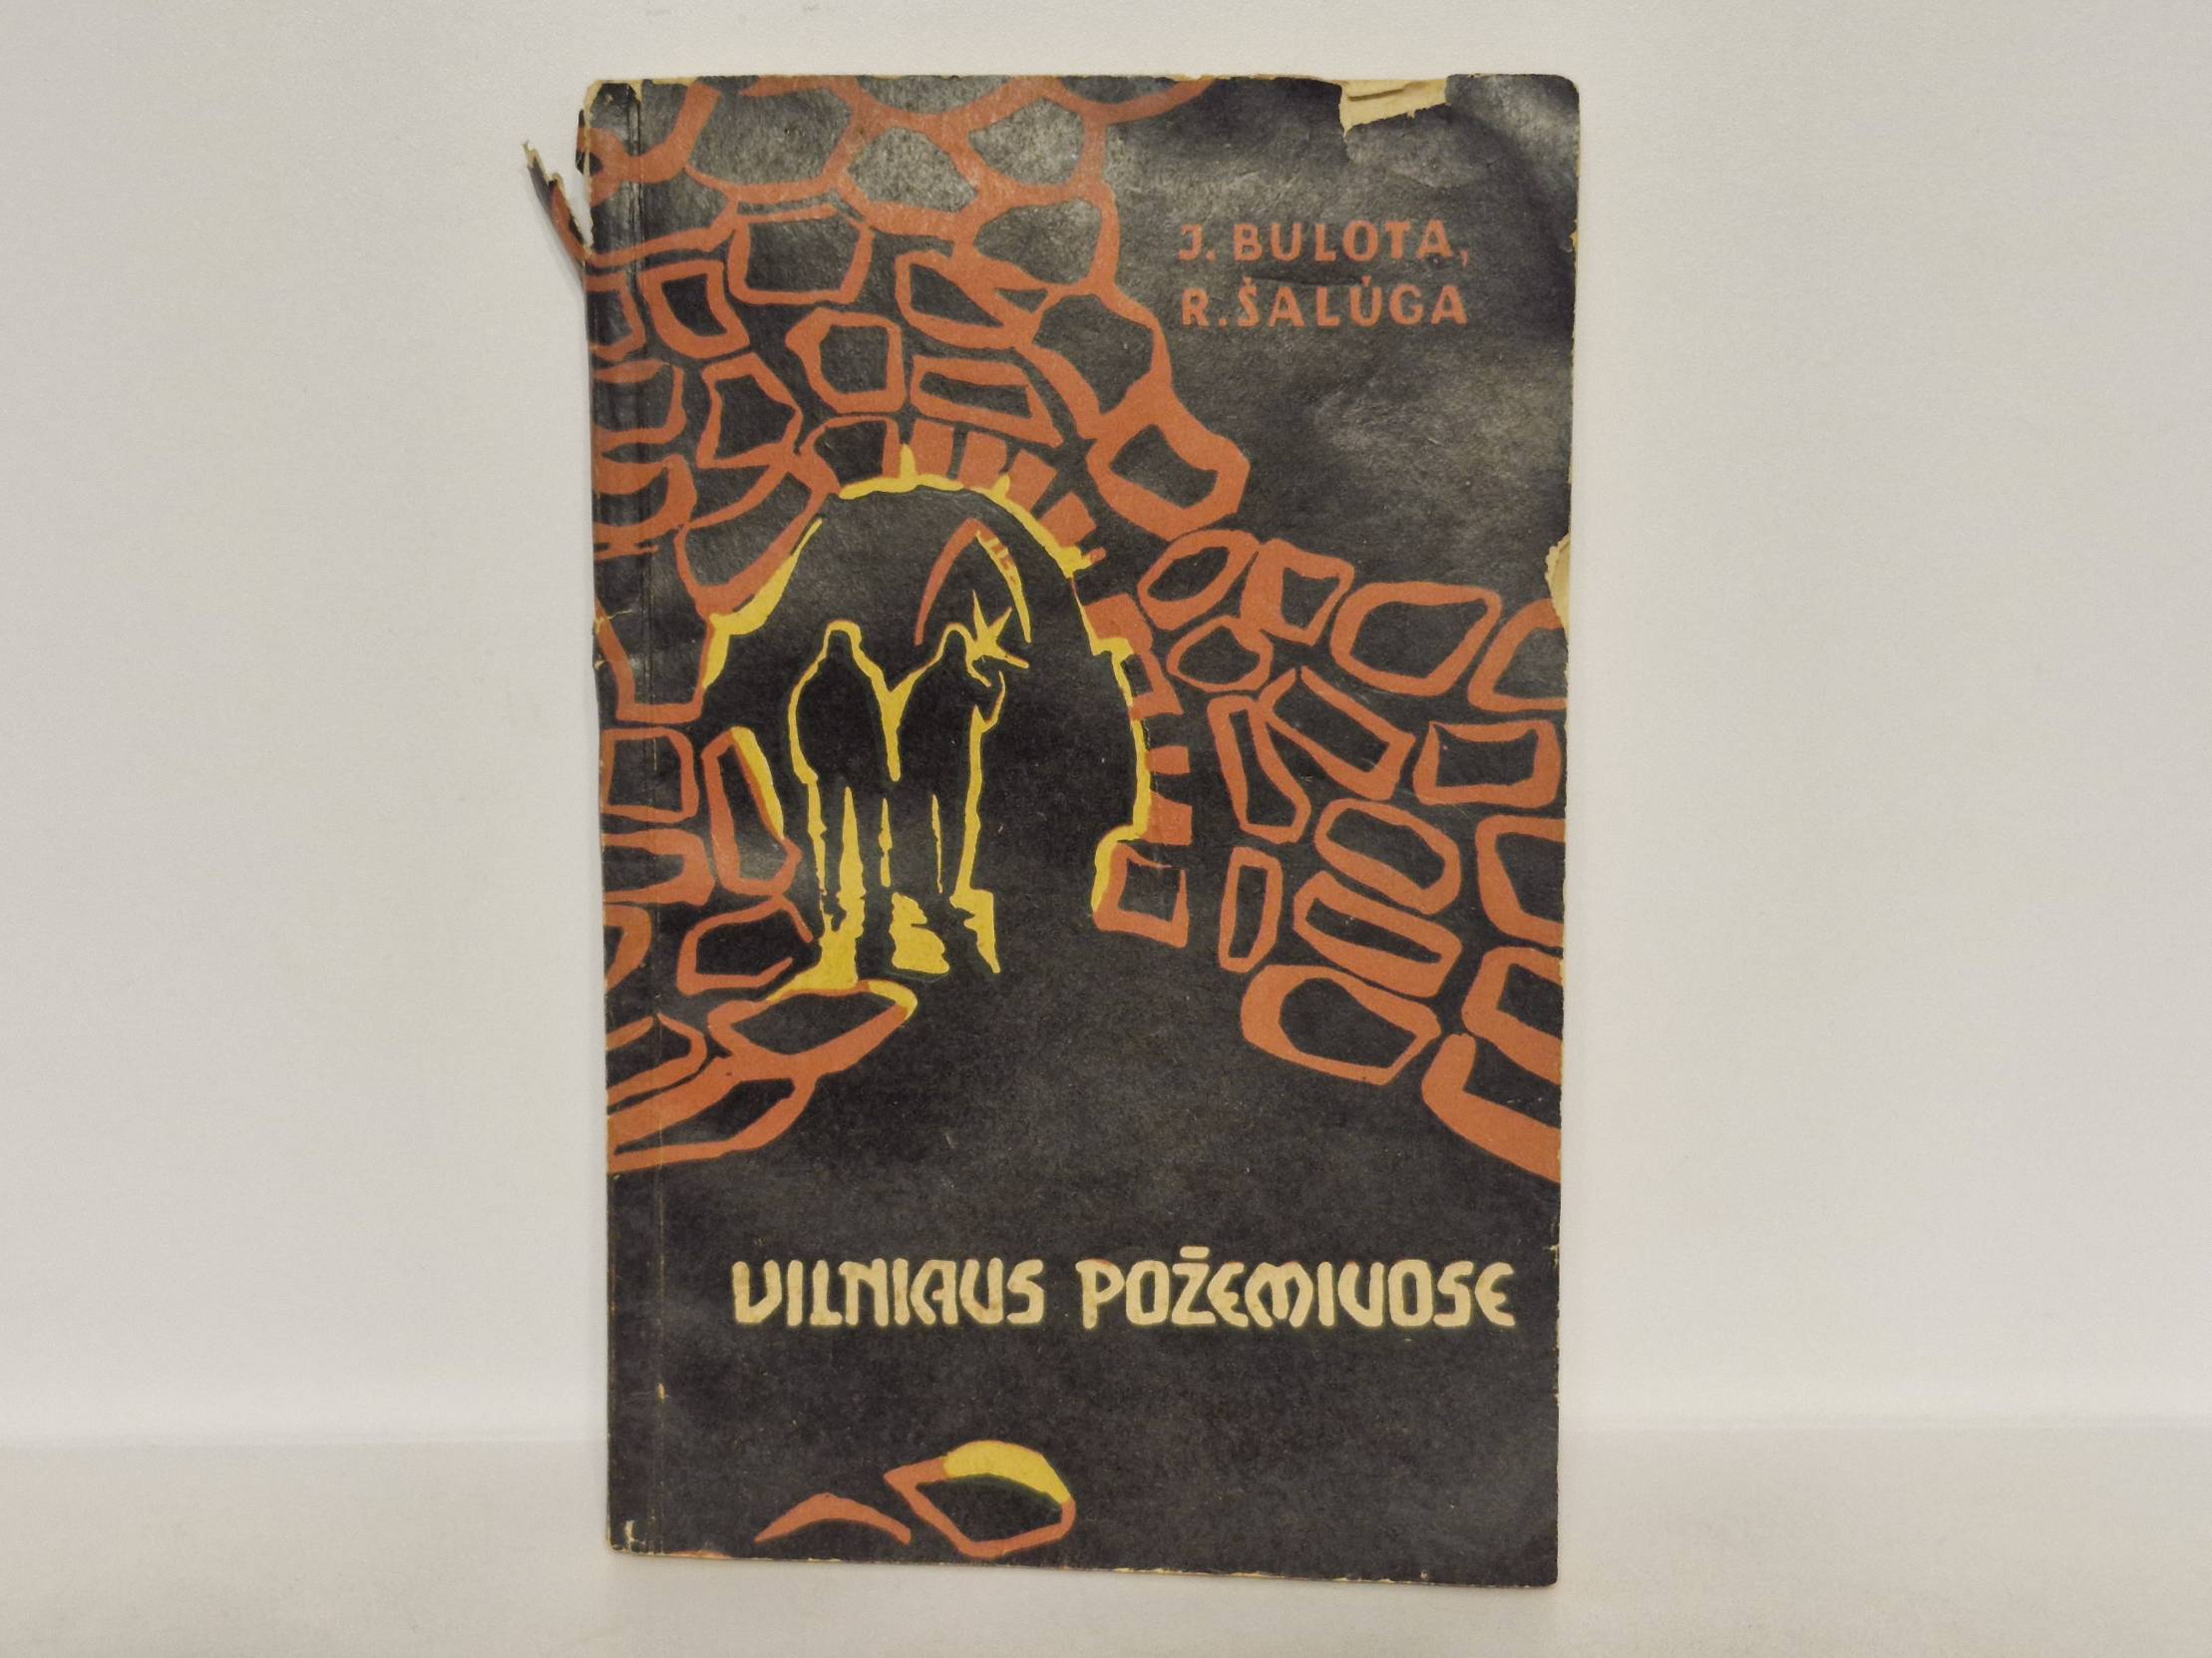 J. BULOTA,
R. ŠALŪGA
VILNIAUS POŽEMIUOSE